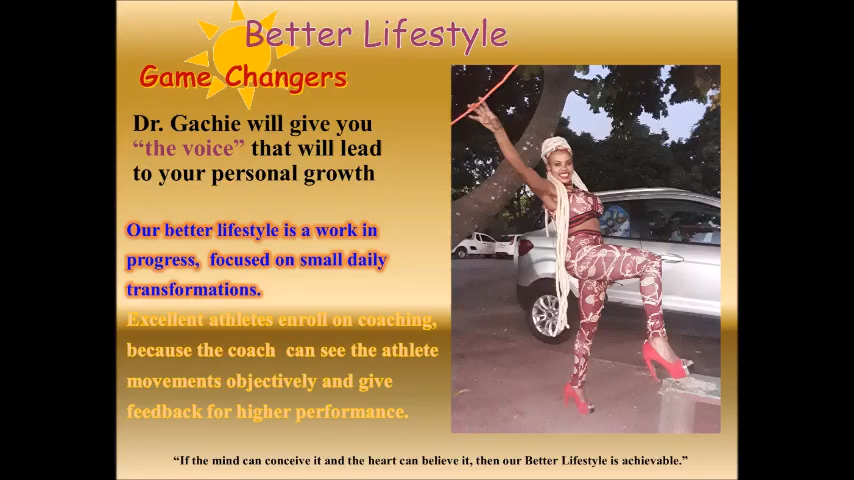 Better Lifestyle
Game Changers
Dr. Gachie will give you
“the voice” that will lead
to your personal growth
Our better lifestyle is a work in
progress, focused on small daily
transformations.
Excellent athletes enroll on coaching,
because the coach can see the athlete
movements objectively and give
feedback for higher performance.
“If the mind can conceive it and the heart can believe it, then our Better Lifestyle is achievable.”